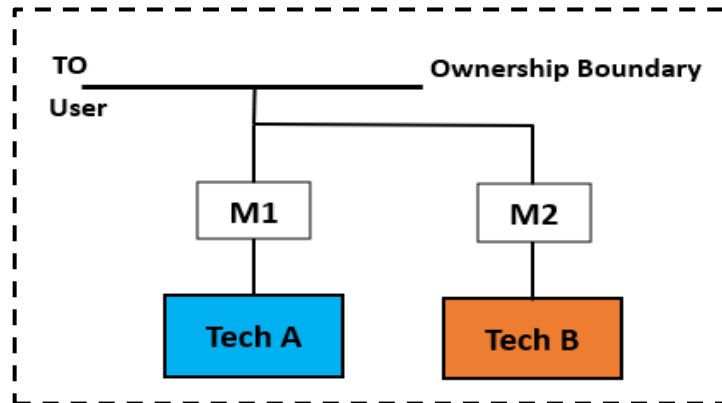 TO
Ownership Boundary
User
M1
M2
Tech A
Tech B